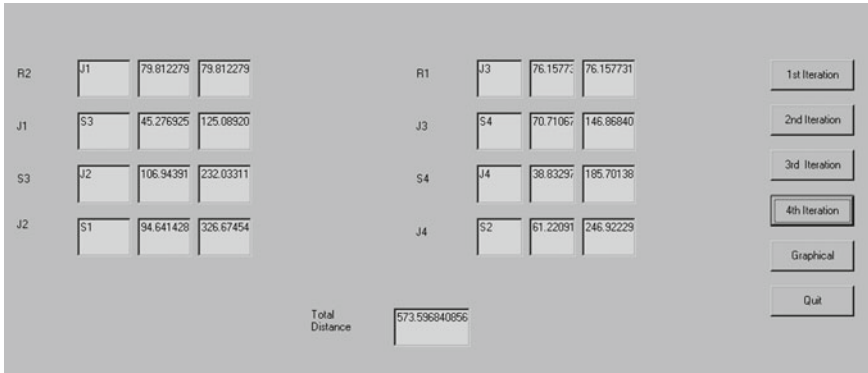 R2 J1 79.812279 79.812279 R1 J3 76.15773 76.157731 1st Iteration
J1 S3 45.276925 125.08920 J3 S4 70.71067 146.86840 2nd Iteration
S3 J2 106.94391 232.03311 S4 J4 38.83297 185.70138 3rd Iteration
J2 S1 94.641428 326.67454 J4 S2 61.22091 246.92229 4th Iteration
Graphical
Quit
Total Distance 573.596840856